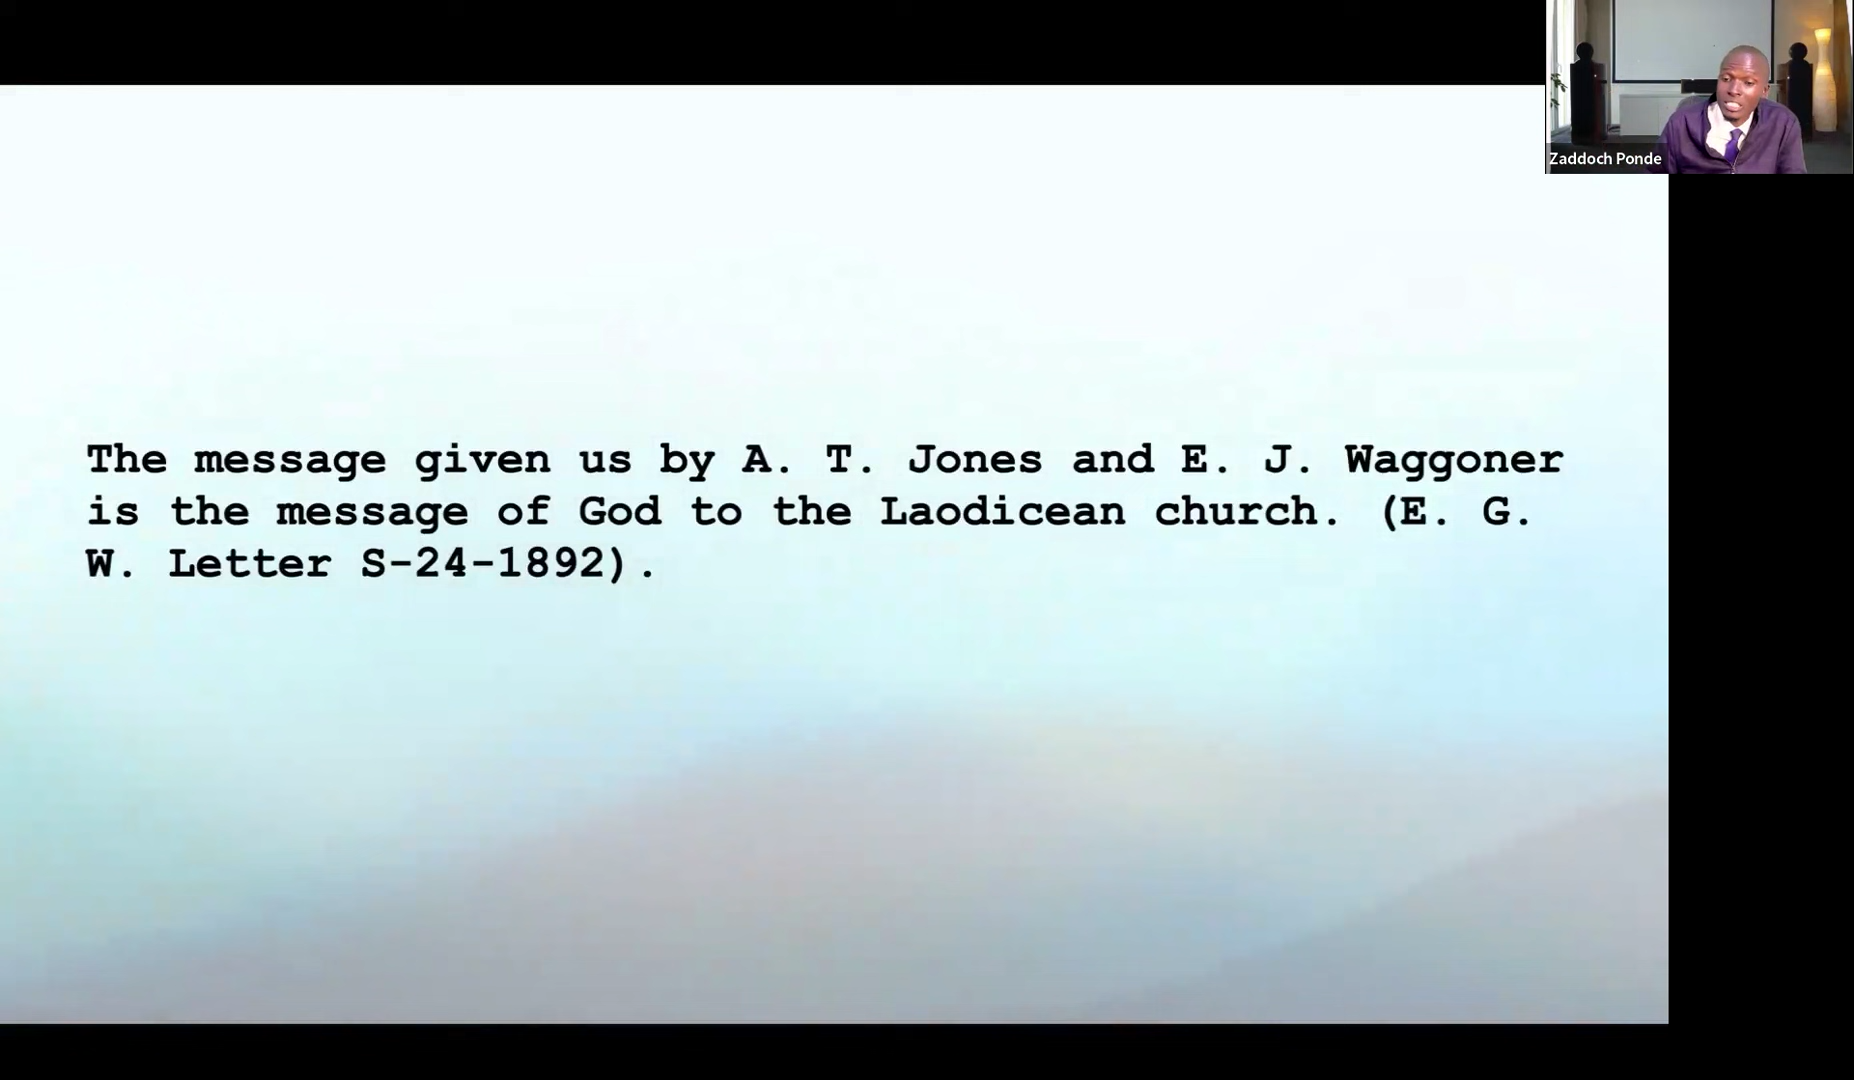 Zaddoch Ponde
The message given us by A. T. Jones and E. J. Waggoner
is the message of God to the Laodicean church. (E. G.
W. Letter S-24-1892).